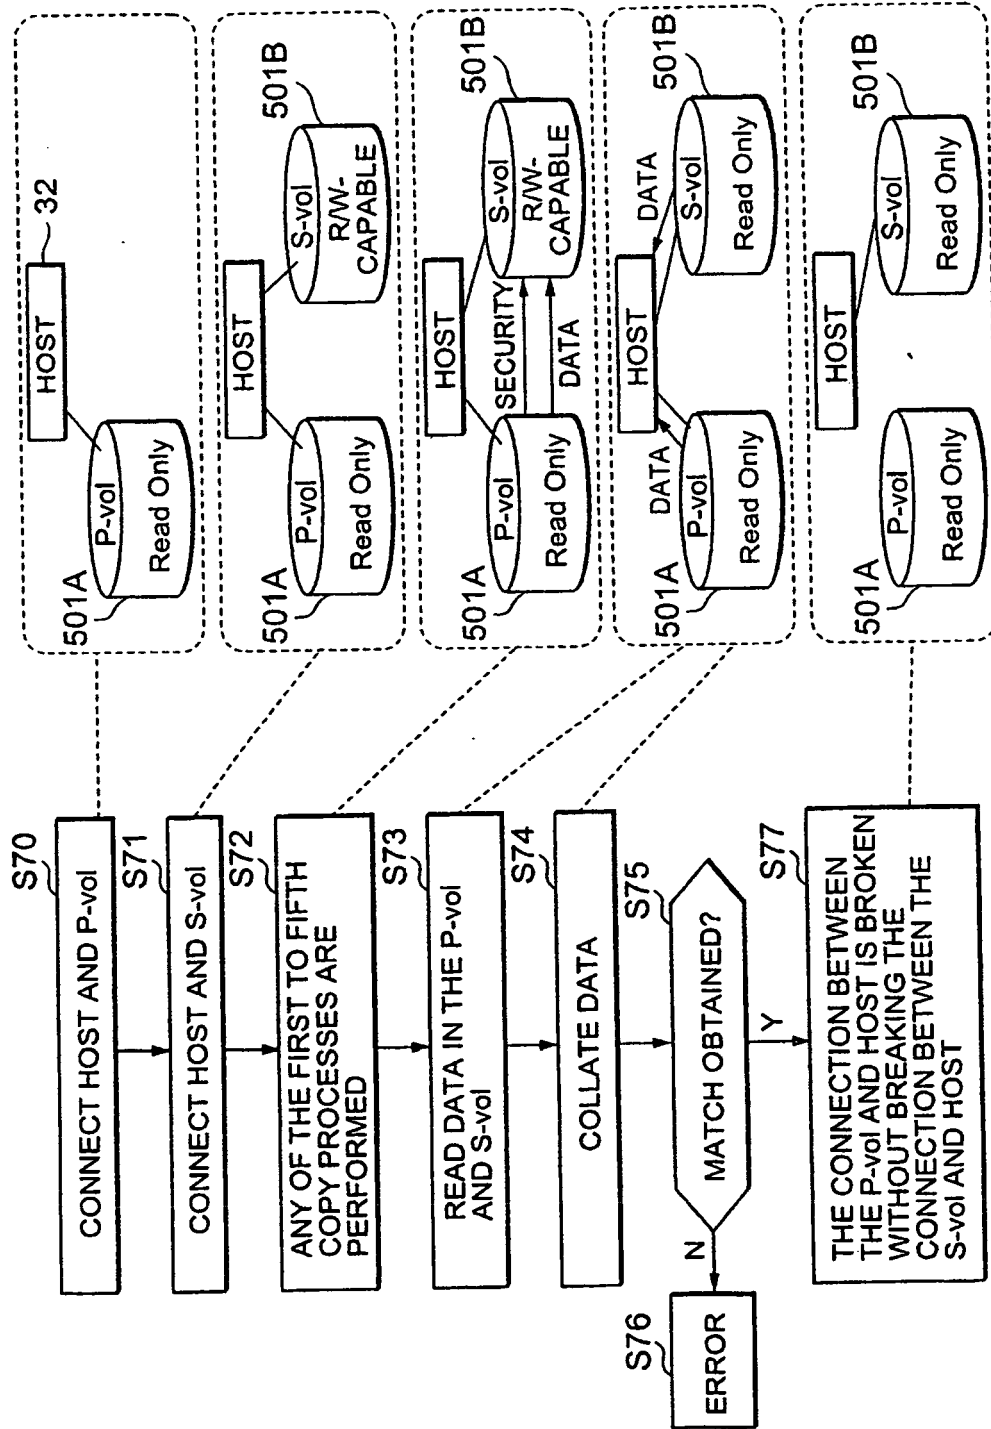 S70
CONNECT HOST AND P-vol
S71
CONNECT HOST AND S-vol
S72
ANY OF THE FIRST TO FIFTH
COPY PROCESSES ARE
PERFORMED
S73
READ DATA IN THE P-vol
AND S-vol
S74
COLLATE DATA
S75
MATCH OBTAINED?
N
Y
S76
ERROR
S77
THE CONNECTION BETWEEN
THE P-vol AND HOST IS BROKEN
WITHOUT BREAKING THE
CONNECTION BETWEEN THE
S-vol AND HOST
HOST
32
501A
P-vol
Read Only
HOST
501A
P-vol
Read Only
501B
S-vol
R/W-
CAPABLE
HOST
501A
P-vol
Read Only
SECURITY
DATA
501B
S-vol
R/W-
CAPABLE
HOST
501A
DATA
P-vol
Read Only
501B
DATA
S-vol
Read Only
HOST
501A
P-vol
Read Only
501B
S-vol
Read Only